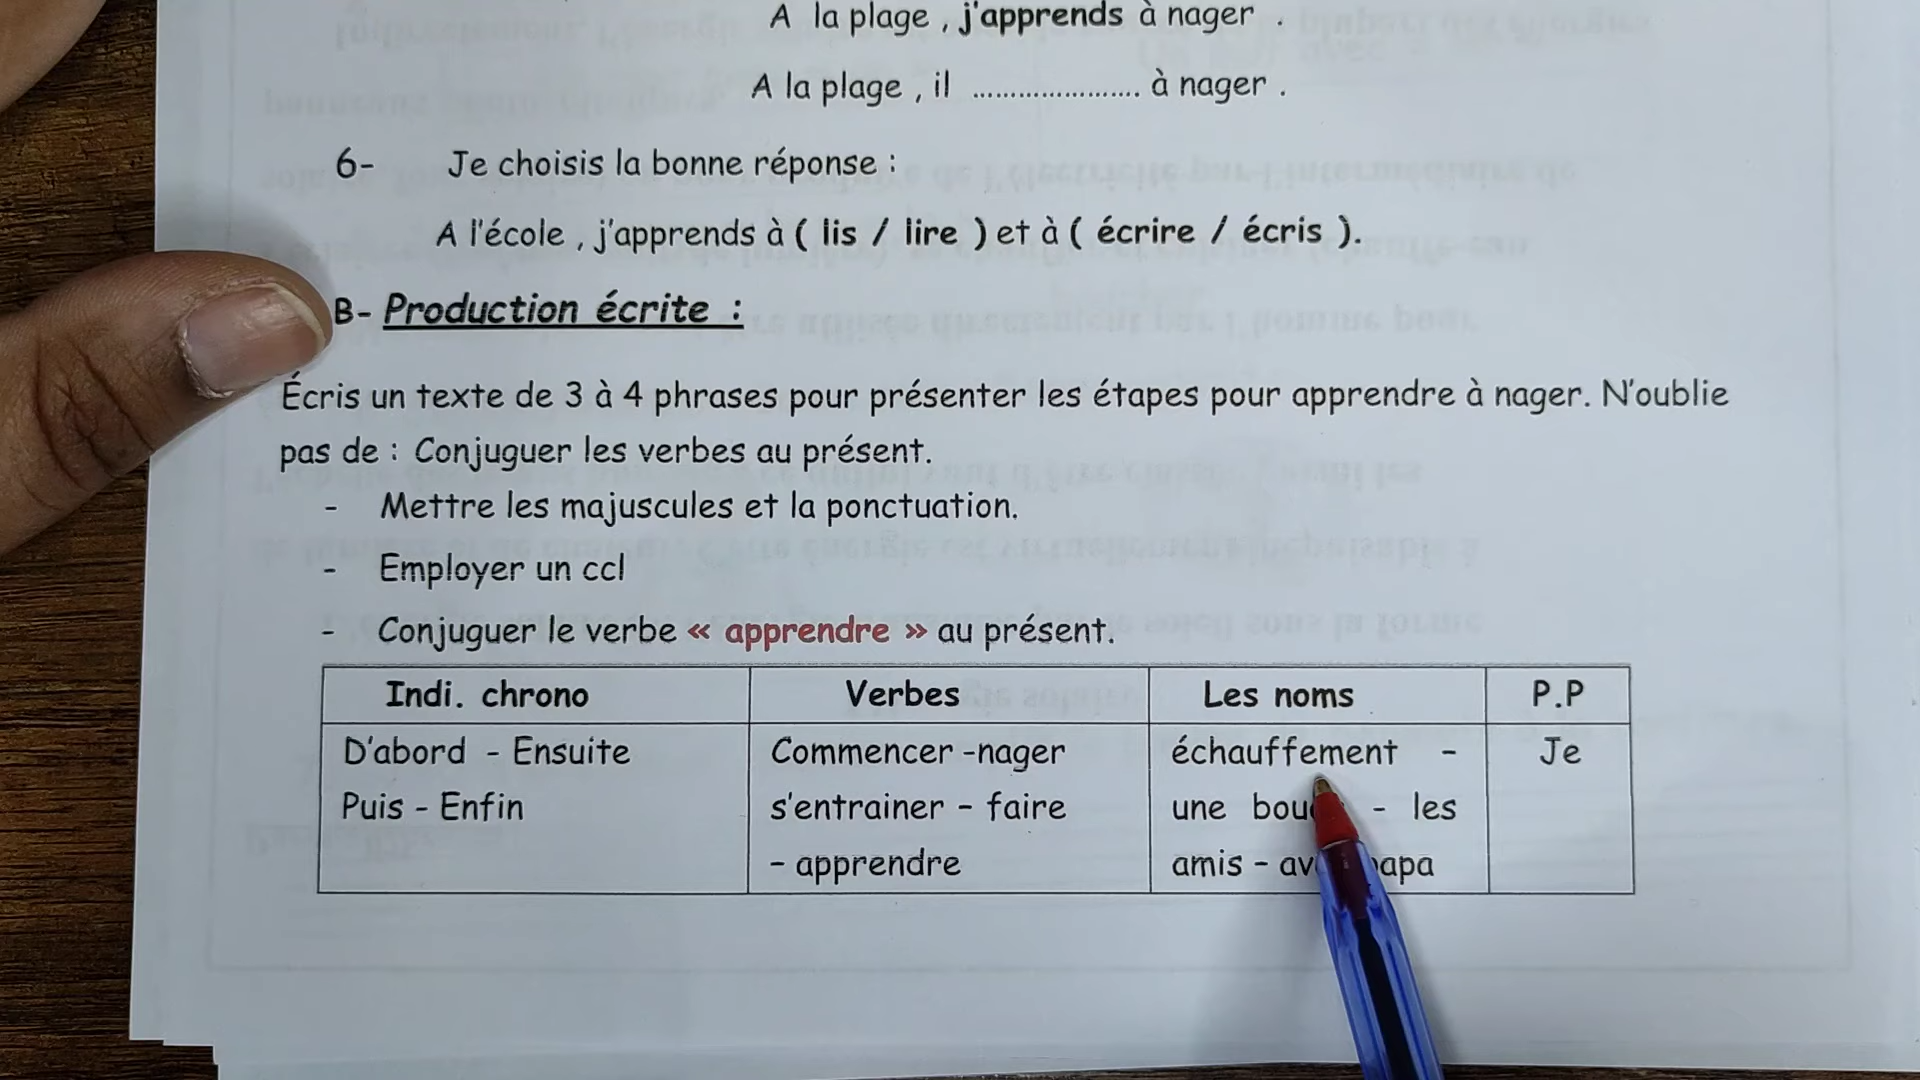 A la plage , j'apprends à nager .
A la plage , il ...................... à nager .
6- Je choisis la bonne réponse :
A l'école , j'apprends à ( lis / lire ) et à ( écrire / écris ).
B- Production écrite :
Écris un texte de 3 à 4 phrases pour présenter les étapes pour apprendre à nager. N'oublie
pas de : Conjuguer les verbes au présent.
- Mettre les majuscules et la ponctuation.
- Employer un ccl
- Conjuguer le verbe « apprendre » au présent.
Indi. chrono Verbes Les noms P.P
D'abord - Ensuite Commencer -nager échauffement - Je
Puis - Enfin s'entrainer - faire une - les
- apprendre amis -